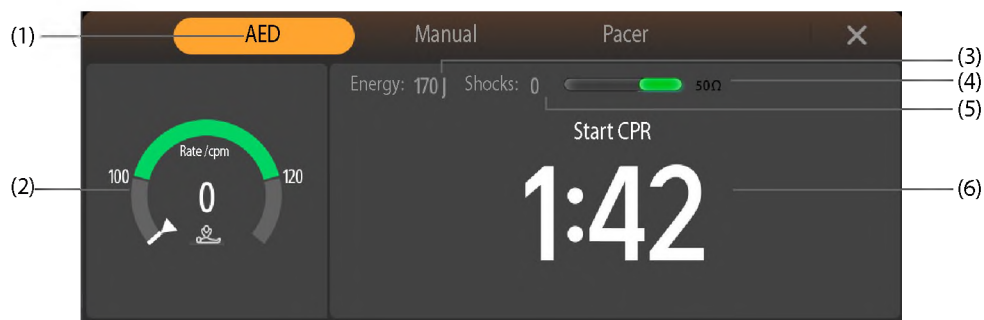 (1) AED Manual Pacer
(3)
Energy: 170 J Shocks: 0 50Ω (4)
(5)
Start CPR
Rate /cpm
(2) 100 120
0
1:42 (6)